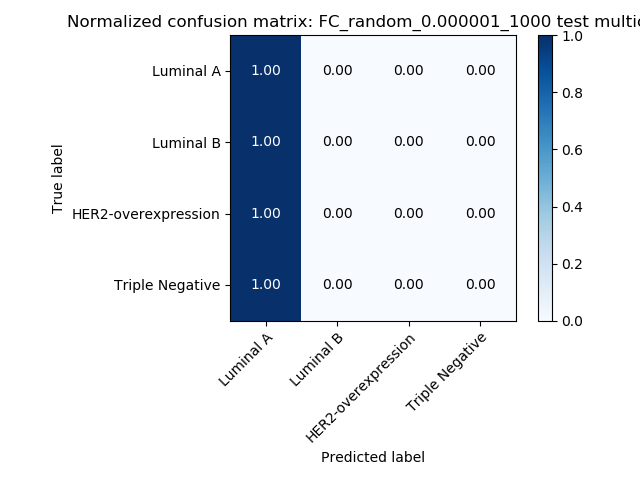 Normalized confusion matrix: FC_random_0.000001_1000 test
1.0
Luminal A 1.00 0.00 0.00 0.00
0.8
Luminal B 1.00 0.00 0.00 0.00
0.6
True label
HER2-overexpression 1.00 0.00 0.00 0.00
0.4
Triple Negative 1.00 0.00 0.00 0.00
0.2
0.0
Luminal A
Luminal B
HER2-overexpression
Triple Negative
Predicted label